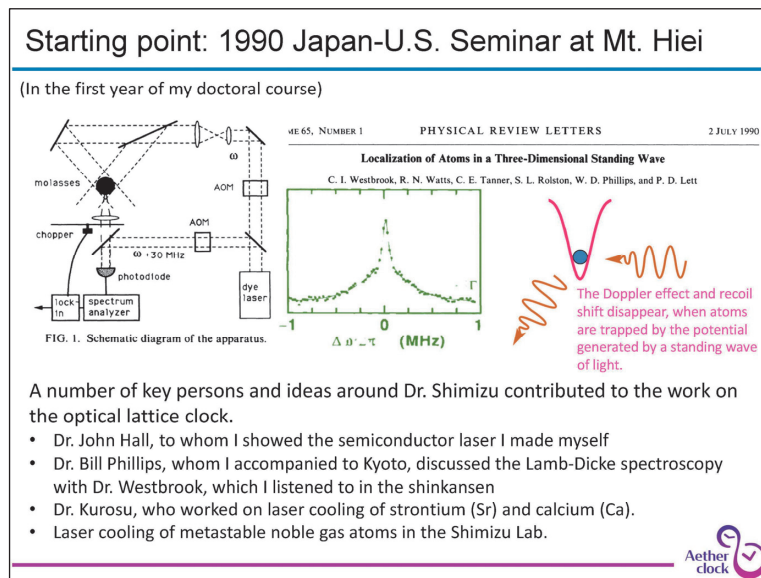 Starting point: 1990 Japan-U.S. Seminar at Mt. Hiei
(In the first year of my doctoral course)
ME 65, NUMBER 1
PHYSICAL REVIEW LETTERS
2 JULY 1990
Localization of Atoms in a Three-Dimensional Standing Wave
C. I. Westbrook, R. N. Watts, C. E. Tanner, S. L. Rolston, W. D. Phillips, and P. D. Lett
ω
molasses
AOM
AOM
chopper
ω+30 MHz
photodiode
dye
laser
lock
in
spectrum
analyzer
FIG. 1. Schematic diagram of the apparatus.
Γ
-1
0
1
(MHz)
The Doppler effect and recoil
shift disappear, when atoms
are trapped by the potential
generated by a standing wave
of light.
A number of key persons and ideas around Dr. Shimizu contributed to the work on
the optical lattice clock.
• Dr. John Hall, to whom I showed the semiconductor laser I made myself
• Dr. Bill Phillips, whom I accompanied to Kyoto, discussed the Lamb-Dicke spectroscopy
with Dr. Westbrook, which I listened to in the shinkansen
• Dr. Kurosu, who worked on laser cooling of strontium (Sr) and calcium (Ca).
• Laser cooling of metastable noble gas atoms in the Shimizu Lab.
Aether
clock